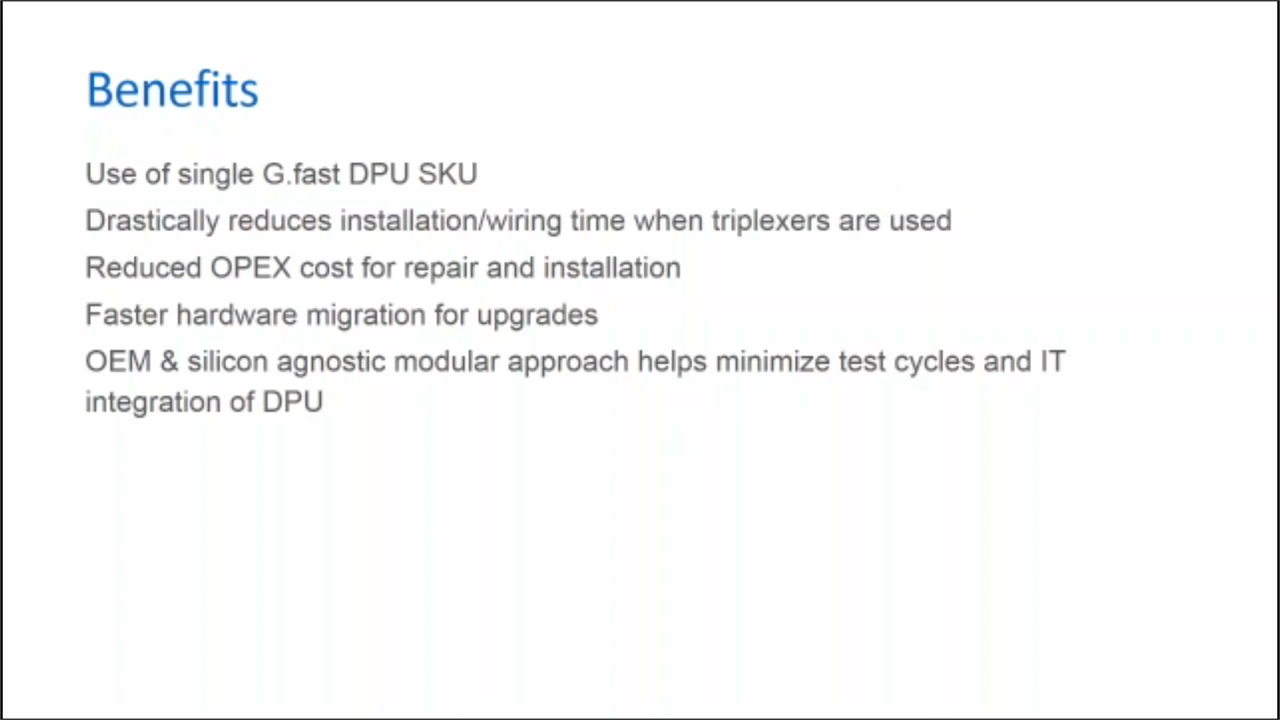 Benefits
Use of single G.fast DPU SKU
Drastically reduces installation/wiring time when triplexers are used
Reduced OPEX cost for repair and installation
Faster hardware migration for upgrades
OEM & silicon agnostic modular approach helps minimize test cycles and IT
integration of DPU